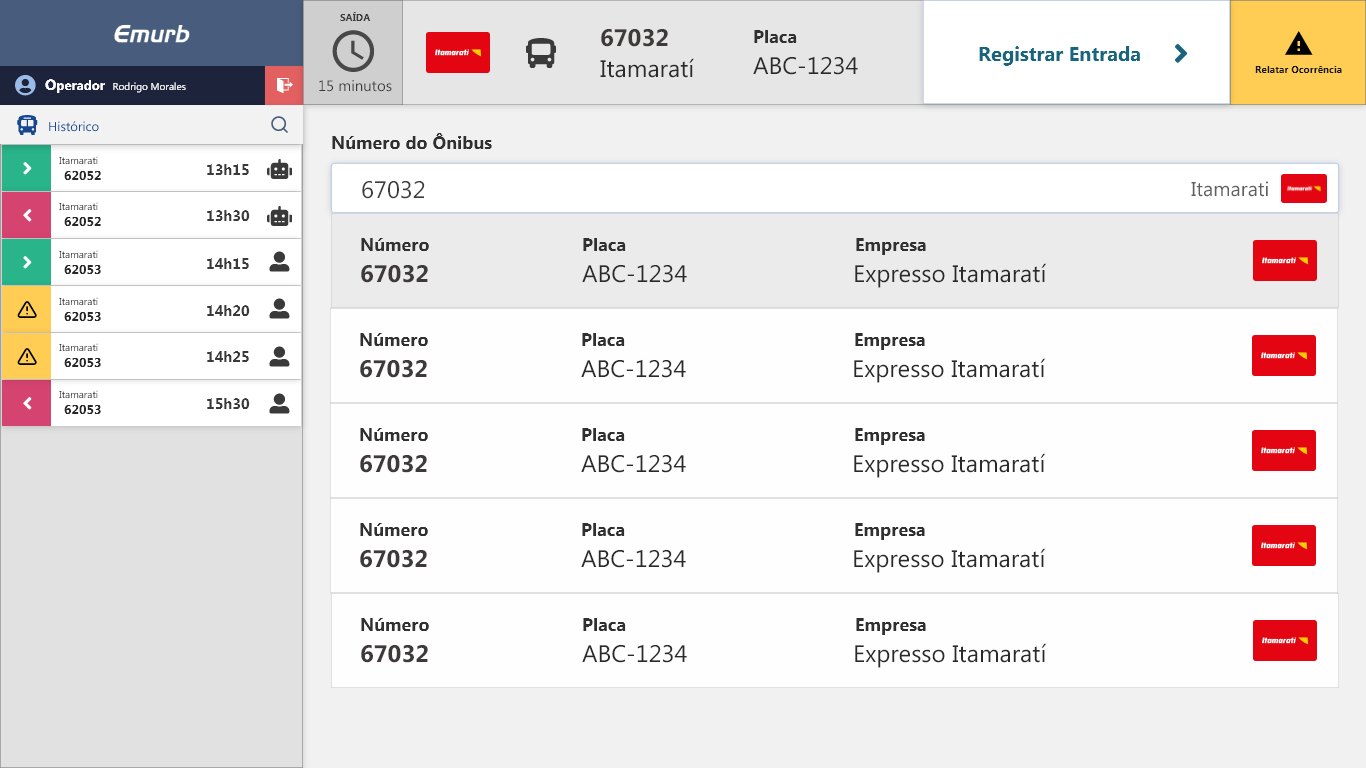 Emurb
Operador Rodrigo Morales
Histórico
Itamarati
62052
13h15
Itamarati
62052
13h30
Itamarati
62053
14h15
Itamarati
62053
14h20
Itamarati
62053
14h25
Itamarati
62053
15h30
SAÍDA
15 minutos
Itamarati
67032
Itamaratí
Placa
ABC-1234
Registrar Entrada
Relatar Ocorrência
Número do Ônibus
67032
Itamarati
Itamarati
Número Placa Empresa
67032 ABC-1234 Expresso Itamaratí
Itamarati
Número Placa Empresa
67032 ABC-1234 Expresso Itamaratí
Itamarati
Número Placa Empresa
67032 ABC-1234 Expresso Itamaratí
Itamarati
Número Placa Empresa
67032 ABC-1234 Expresso Itamaratí
Itamarati
Número Placa Empresa
67032 ABC-1234 Expresso Itamaratí
Itamarati